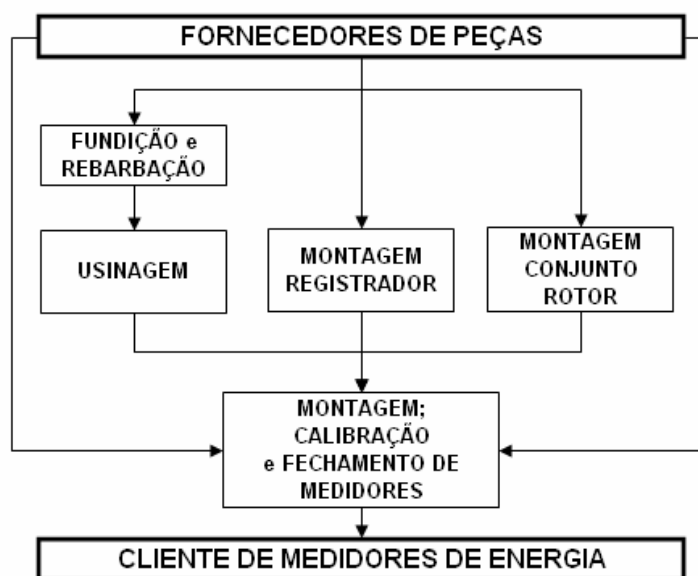 FORNECEDORES DE PEÇAS
FUNDIÇÃO e
REBARBAÇÃO
USINAGEM
MONTAGEM
REGISTRADOR
MONTAGEM
CONJUNTO
ROTOR
MONTAGEM;
CALIBRAÇÃO
e FECHAMENTO DE
MEDIDORES
CLIENTE DE MEDIDORES DE ENERGIA